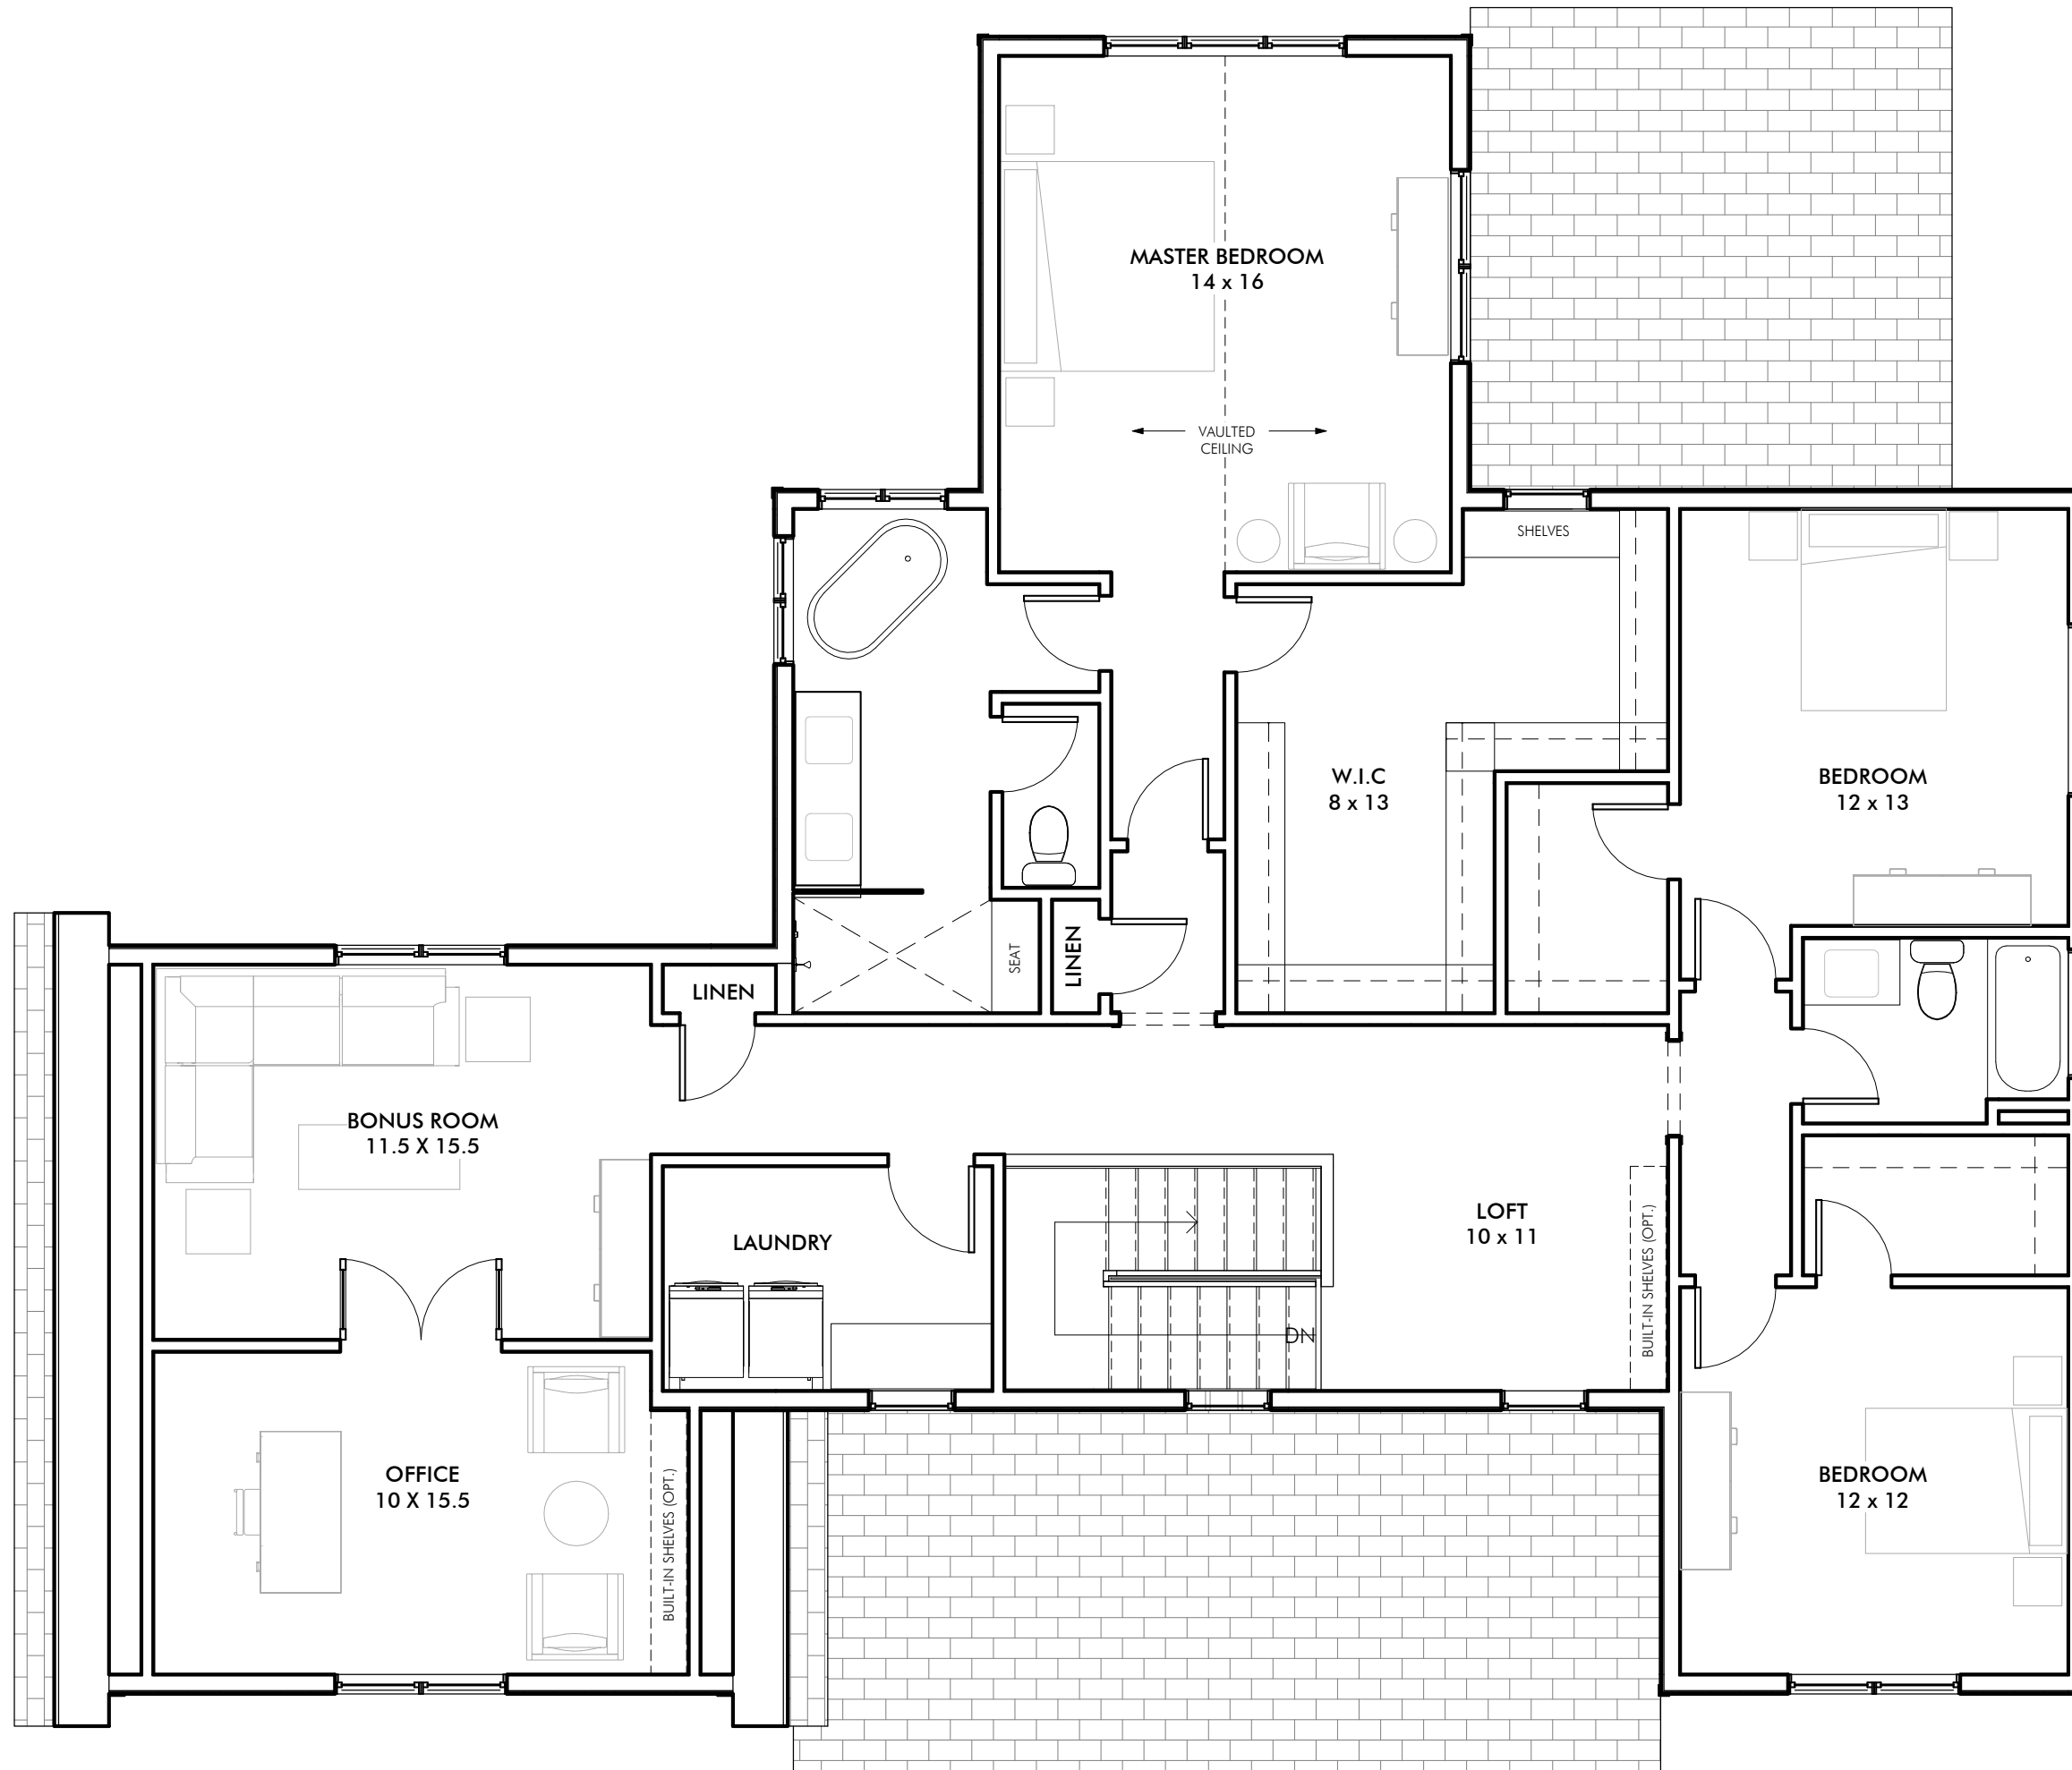 MASTER BEDROOM
14 x 16
VAULTED
CEILING
SHELVES
W.I.C
8 x 13
BEDROOM
12 x 13
SEAT
LINEN
LINEN
BONUS ROOM
11.5 X 15.5
LAUNDRY
LOFT
10 x 11
BUILT-IN SHELVES (OPT.)
DN
OFFICE
10 X 15.5
BUILT-IN SHELVES (OPT.)
BEDROOM
12 x 12